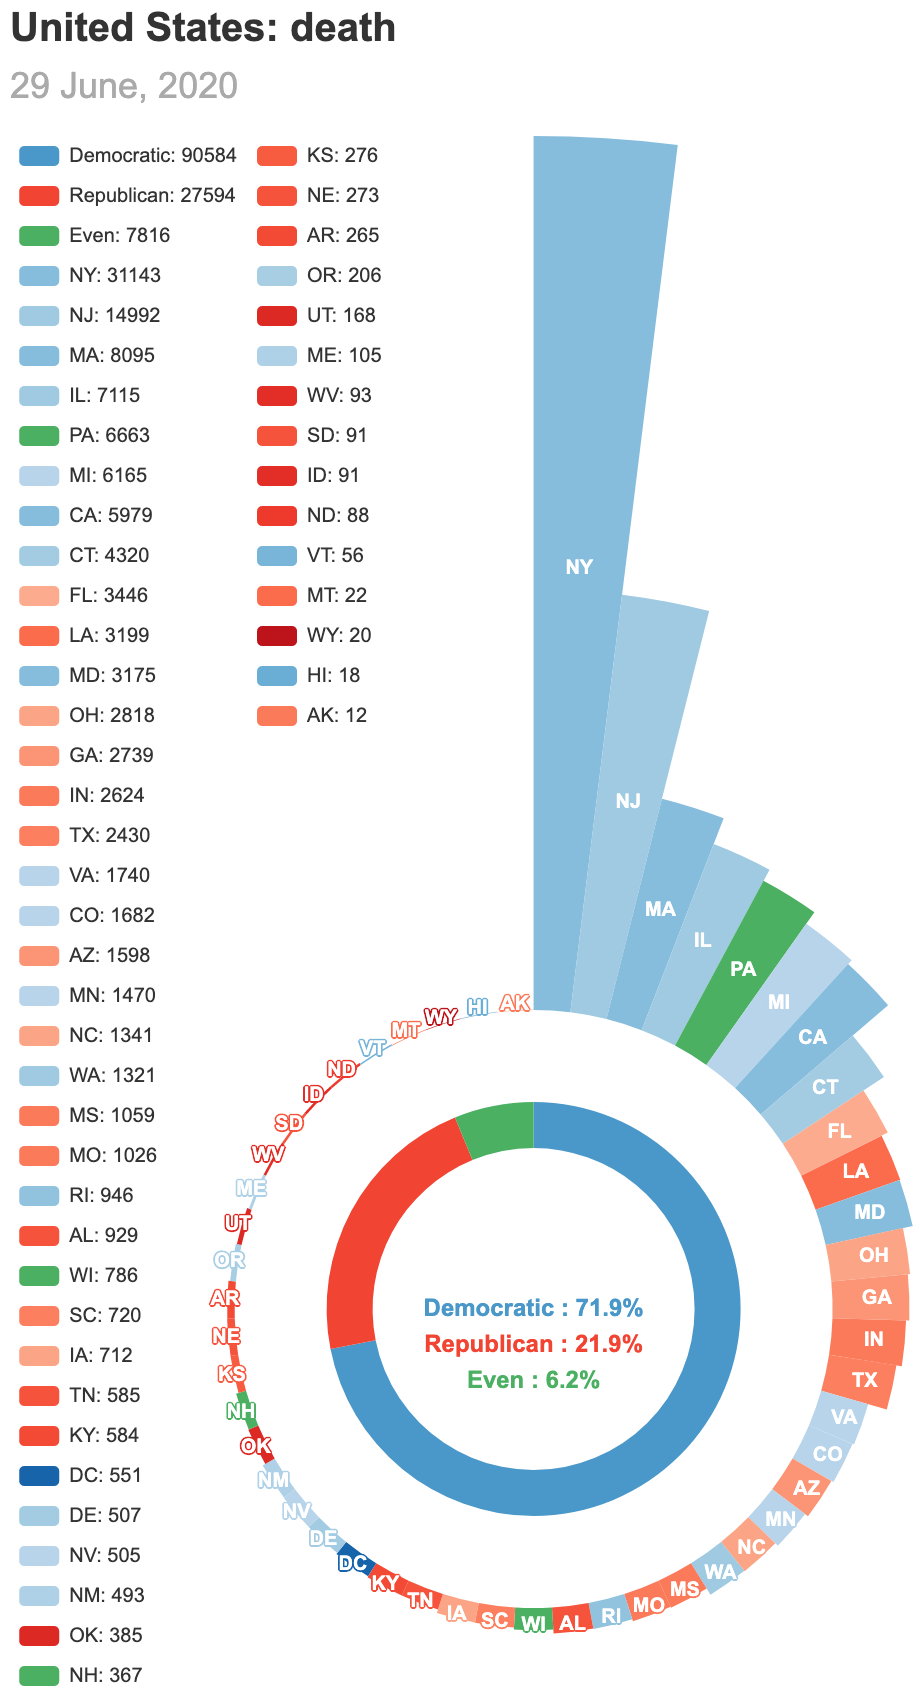 United States: death
29 June, 2020
Democratic: 90584
Republican: 27594
Even: 7816
NY: 31143
NJ: 14992
MA: 8095
IL: 7115
PA: 6663
MI: 6165
CA: 5979
CT: 4320
FL: 3446
LA: 3199
MD: 3175
OH: 2818
GA: 2739
IN: 2624
TX: 2430
VA: 1740
CO: 1682
AZ: 1598
MN: 1470
NC: 1341
WA: 1321
MS: 1059
MO: 1026
RI: 946
AL: 929
WI: 786
SC: 720
IA: 712
TN: 585
KY: 584
DC: 551
DE: 507
NV: 505
NM: 493
OK: 385
NH: 367
KS: 276
NE: 273
AR: 265
OR: 206
UT: 168
ME: 105
WV: 93
SD: 91
ID: 91
ND: 88
VT: 56
MT: 22
WY: 20
HI: 18
AK: 12
NY
NJ
MA
IL
PA
MI
CA
CT
FL
LA
MD
OH
GA
IN
TX
VA
CO
AZ
MN
NC
WA
MS
MO
RI
AL
WI
SC
IA
TN
KY
DC
DE
NV
NM
OK
NH
KS
NE
AR
OR
UT
ME
WV
SD
ID
ND
VT
MT
WY
HI
AK
Democratic : 71.9%
Republican : 21.9%
Even : 6.2%